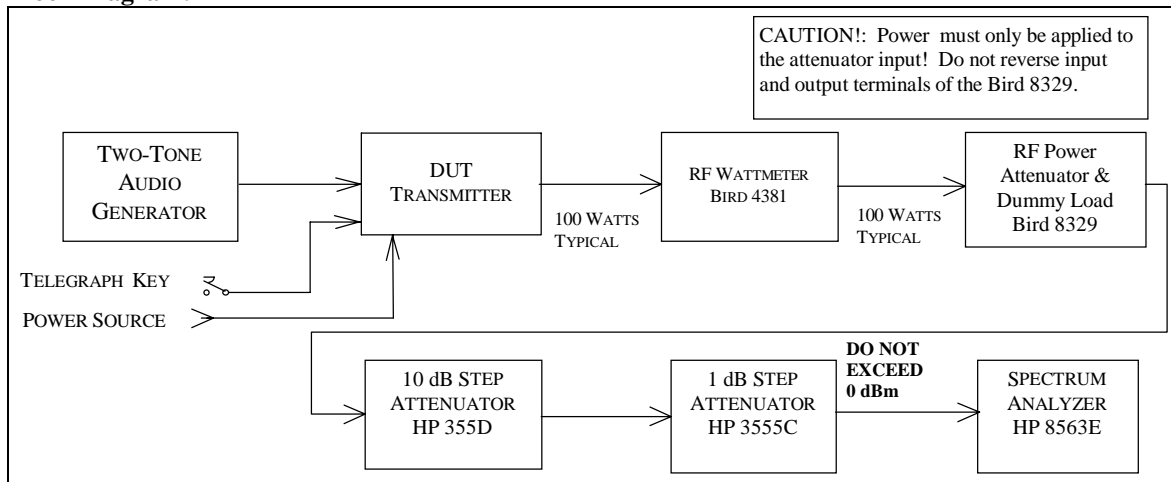 CAUTION!:  Power  must only be applied to
the attenuator input!  Do not reverse input
and output terminals of the Bird 8329.
TWO-TONE
AUDIO
GENERATOR
DUT
TRANSMITTER
100 WATTS
TYPICAL
RF WATTMETER
BIRD 4381
100 WATTS
TYPICAL
RF Power
Attenuator &
Dummy Load
Bird 8329
TELEGRAPH  KEY
POWER SOURCE
10 dB STEP
ATTENUATOR
HP 355D
1 dB STEP
ATTENUATOR
HP 3555C
DO NOT
EXCEED
0 dBm
SPECTRUM
ANALYZER
HP 8563E